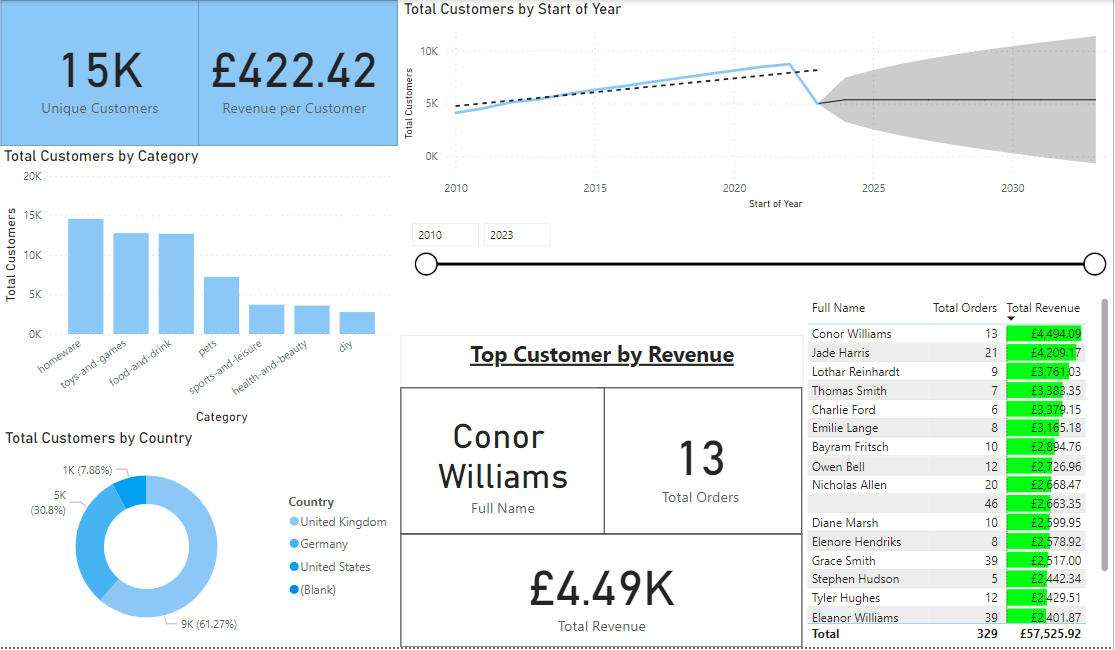 15K
Unique Customers
£422.42
Revenue per Customer
Total Customers by Start of Year
Total Customers
10K
5K
0K
2010
2015
2020
2025
2030
Start of Year
2010
2023
Total Customers by Category
Total Customers
20K
15K
10K
5K
0K
homeware
toys-and-games
food-and-drink
pets
sports-and-leisure
health-and-beauty
diy
Category
Total Customers by Country
1K (7.88%)
5K
(30.8%)
9K (61.27%)
Country
United Kingdom
Germany
United States
(Blank)
Top Customer by Revenue
Conor
Williams
Full Name
13
Total Orders
£4.49K
Total Revenue
Full Name Total Orders Total Revenue
Conor Williams 13 £4,494.09
Jade Harris 21 £4,209.17
Lothar Reinhardt 9 £3,761.03
Thomas Smith 7 £3,383.35
Charlie Ford 6 £3,379.15
Emilie Lange 8 £3,165.18
Bayram Fritsch 10 £2,894.76
Owen Bell 12 £2,726.96
Nicholas Allen 20 £2,668.47
46 £2,663.35
Diane Marsh 10 £2,599.95
Elenore Hendriks 8 £2,578.92
Grace Smith 39 £2,517.00
Stephen Hudson 5 £2,442.34
Tyler Hughes 12 £2,429.51
Eleanor Williams 39 £2,401.87
Total 329 £57,525.92